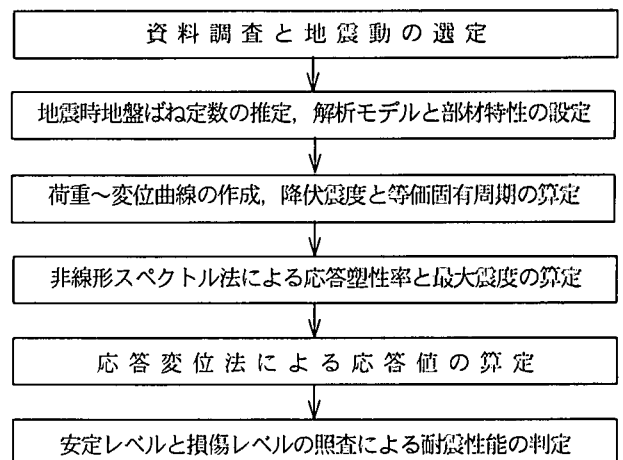 資料調査と地震動の選定
地震時地盤ばね定数の推定，解析モデルと部材特性の設定
荷重～変位曲線の作成，降伏震度と等価固有周期の算定
非線形スペクトル法による応答塑性率と最大震度の算定
応答変位法による応答値の算定
安定レベルと損傷レベルの照査による耐震性能の判定